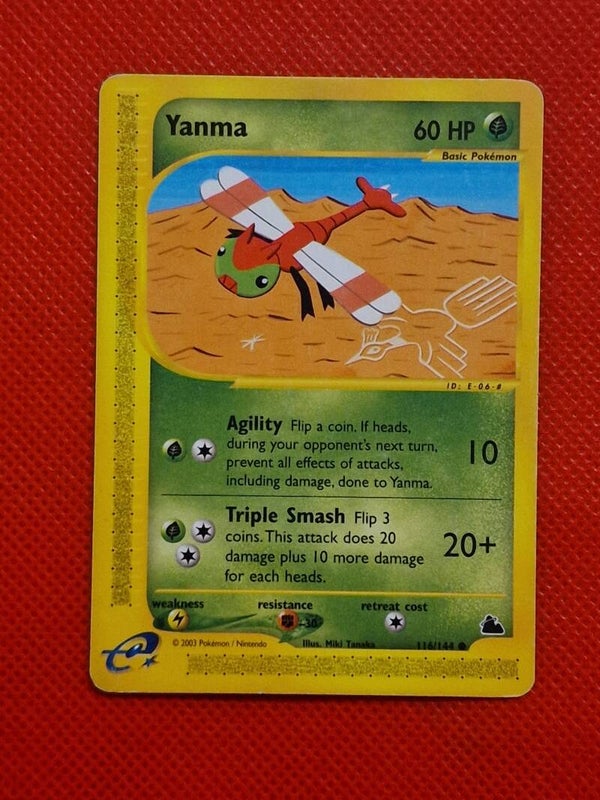 Yanma 60 HP
Basic Pokémon
ID: E-06-#
Agility Flip a coin. If heads,
during your opponent's next turn,
prevent all effects of attacks,
including damage, done to Yanma.
10
Triple Smash Flip 3
coins. This attack does 20
damage plus 10 more damage
for each heads.
20+
weakness resistance retreat cost
-30
© 2003 Pokémon / Nintendo Illus. Miki Tanaka 116/144
e